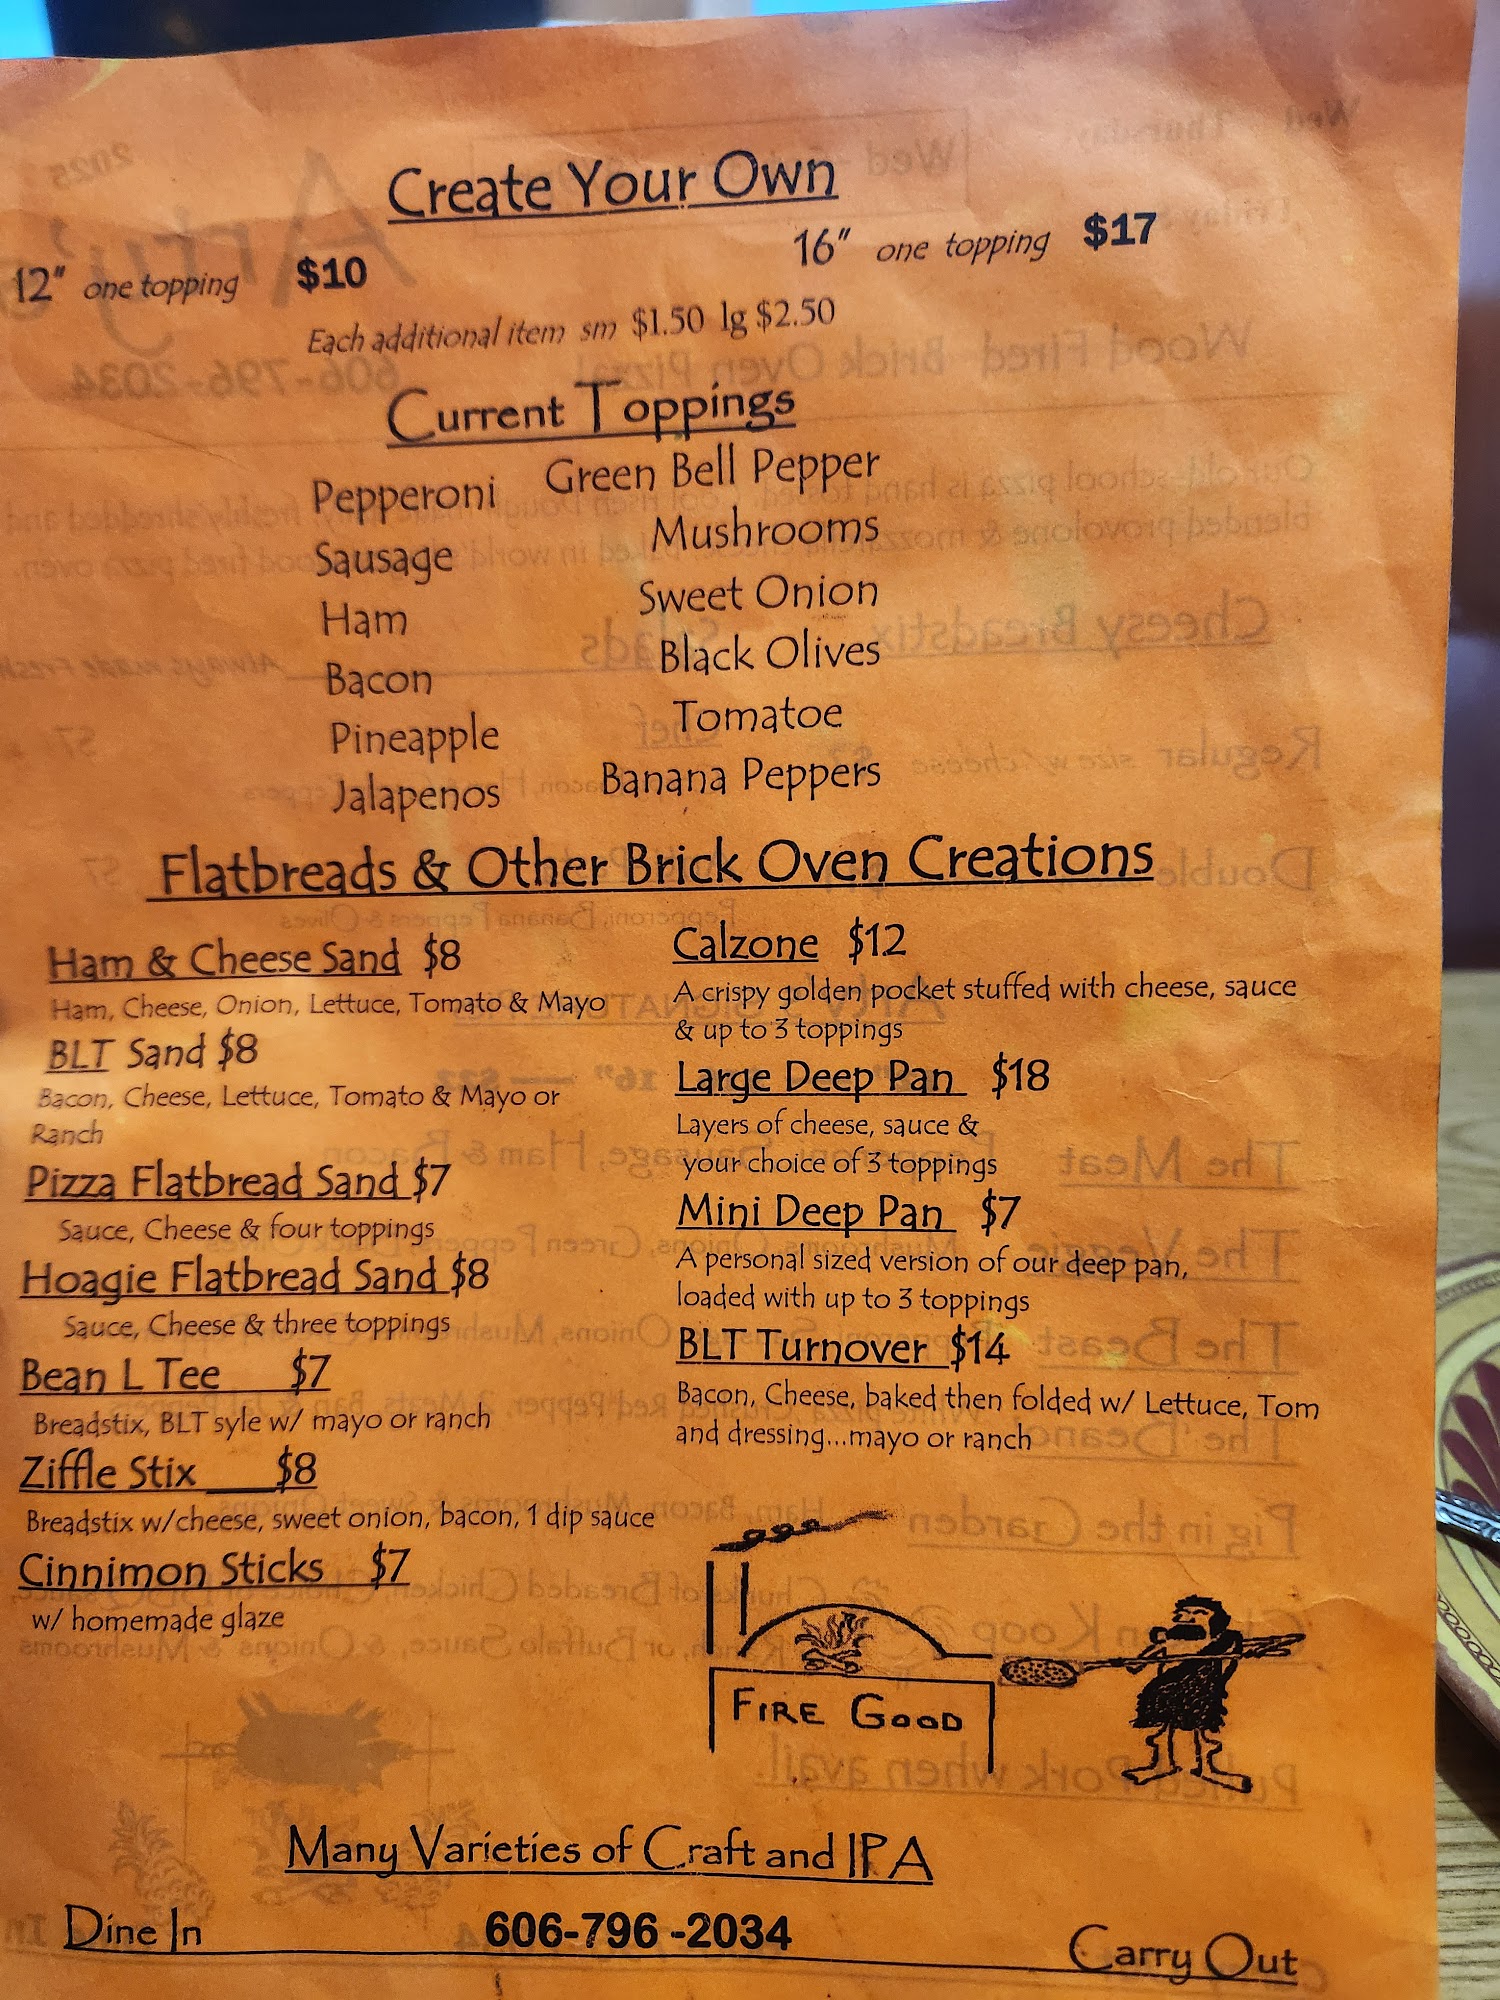 Create Your Own
12" one topping $10 16" one topping $17
Each additional item sm $1.50 lg $2.50
Current Toppings
Pepperoni Green Bell Pepper
Sausage Mushrooms
Ham Sweet Onion
Bacon Black Olives
Pineapple Tomatoe
Jalapenos Banana Peppers
Flatbreads & Other Brick Oven Creations
Ham & Cheese Sand $8
Ham, Cheese, Onion, Lettuce, Tomato & Mayo
BLT Sand $8
Bacon, Cheese, Lettuce, Tomato & Mayo or
Ranch
Pizza Flatbread Sand $7
Sauce, Cheese & four toppings
Hoagie Flatbread Sand $8
Sauce, Cheese & three toppings
Bean L Tee $7
Breadstix, BLT syle w/ mayo or ranch
Ziffle Stix $8
Breadstix w/cheese, sweet onion, bacon, 1 dip sauce
Cinnimon Sticks $7
w/ homemade glaze
Calzone $12
A crispy golden pocket stuffed with cheese, sauce
& up to 3 toppings
Large Deep Pan $18
Layers of cheese, sauce &
your choice of 3 toppings
Mini Deep Pan $7
A personal sized version of our deep pan,
loaded with up to 3 toppings
BLT Turnover $14
Bacon, Cheese, baked then folded w/ Lettuce, Tom
and dressing...mayo or ranch
FIRE GOOD
Many Varieties of Craft and IPA
Dine In 606-796-2034 Carry Out